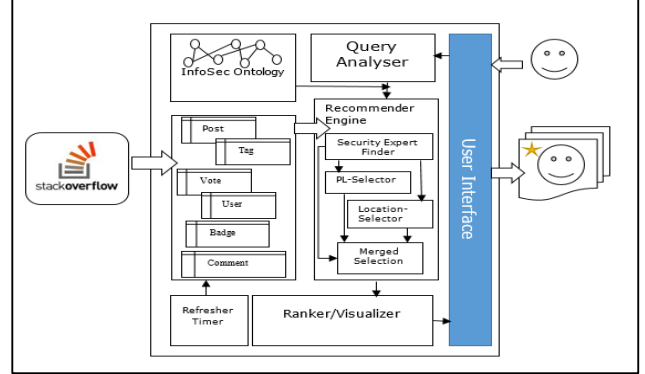 InfoSec Ontology
Query
Analyser
Recommender
Engine
Post
Tag
Vote
User
Badge
Comment
Security Expert
Finder
PL-Selector
Location-
Selector
Merged
Selection
stackoverflow
User Interface
Refresher
Timer
Ranker/Visualizer